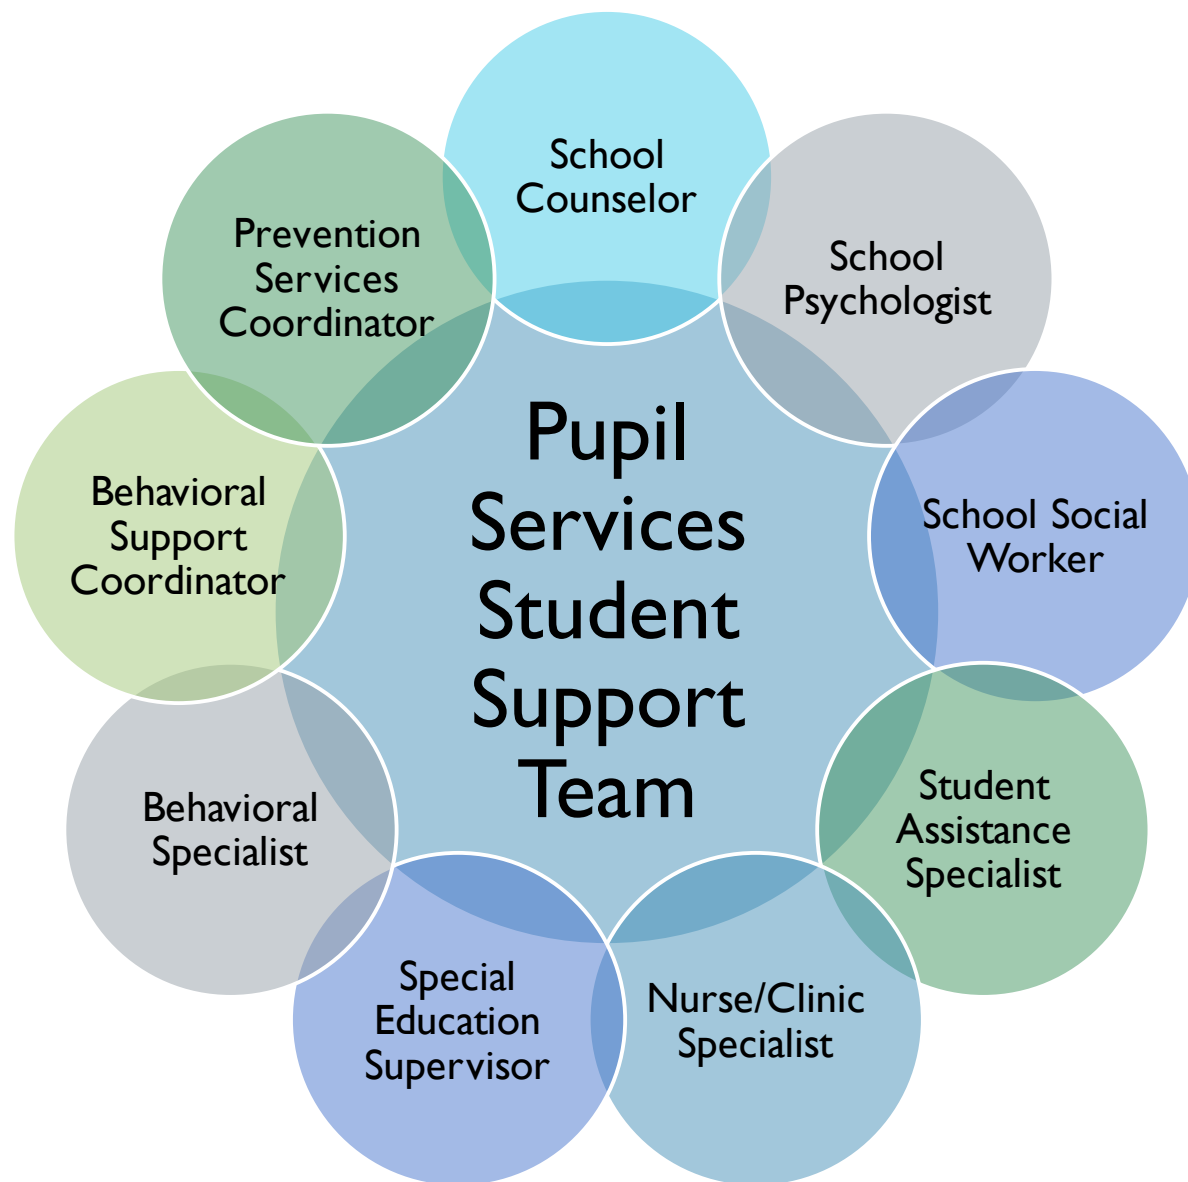 School
Counselor
School
Psychologist
School Social
Worker
Student
Assistance
Specialist
Nurse/Clinic
Specialist
Special
Education
Supervisor
Behavioral
Specialist
Behavioral
Support
Coordinator
Prevention
Services
Coordinator
Pupil
Services
Student
Support
Team